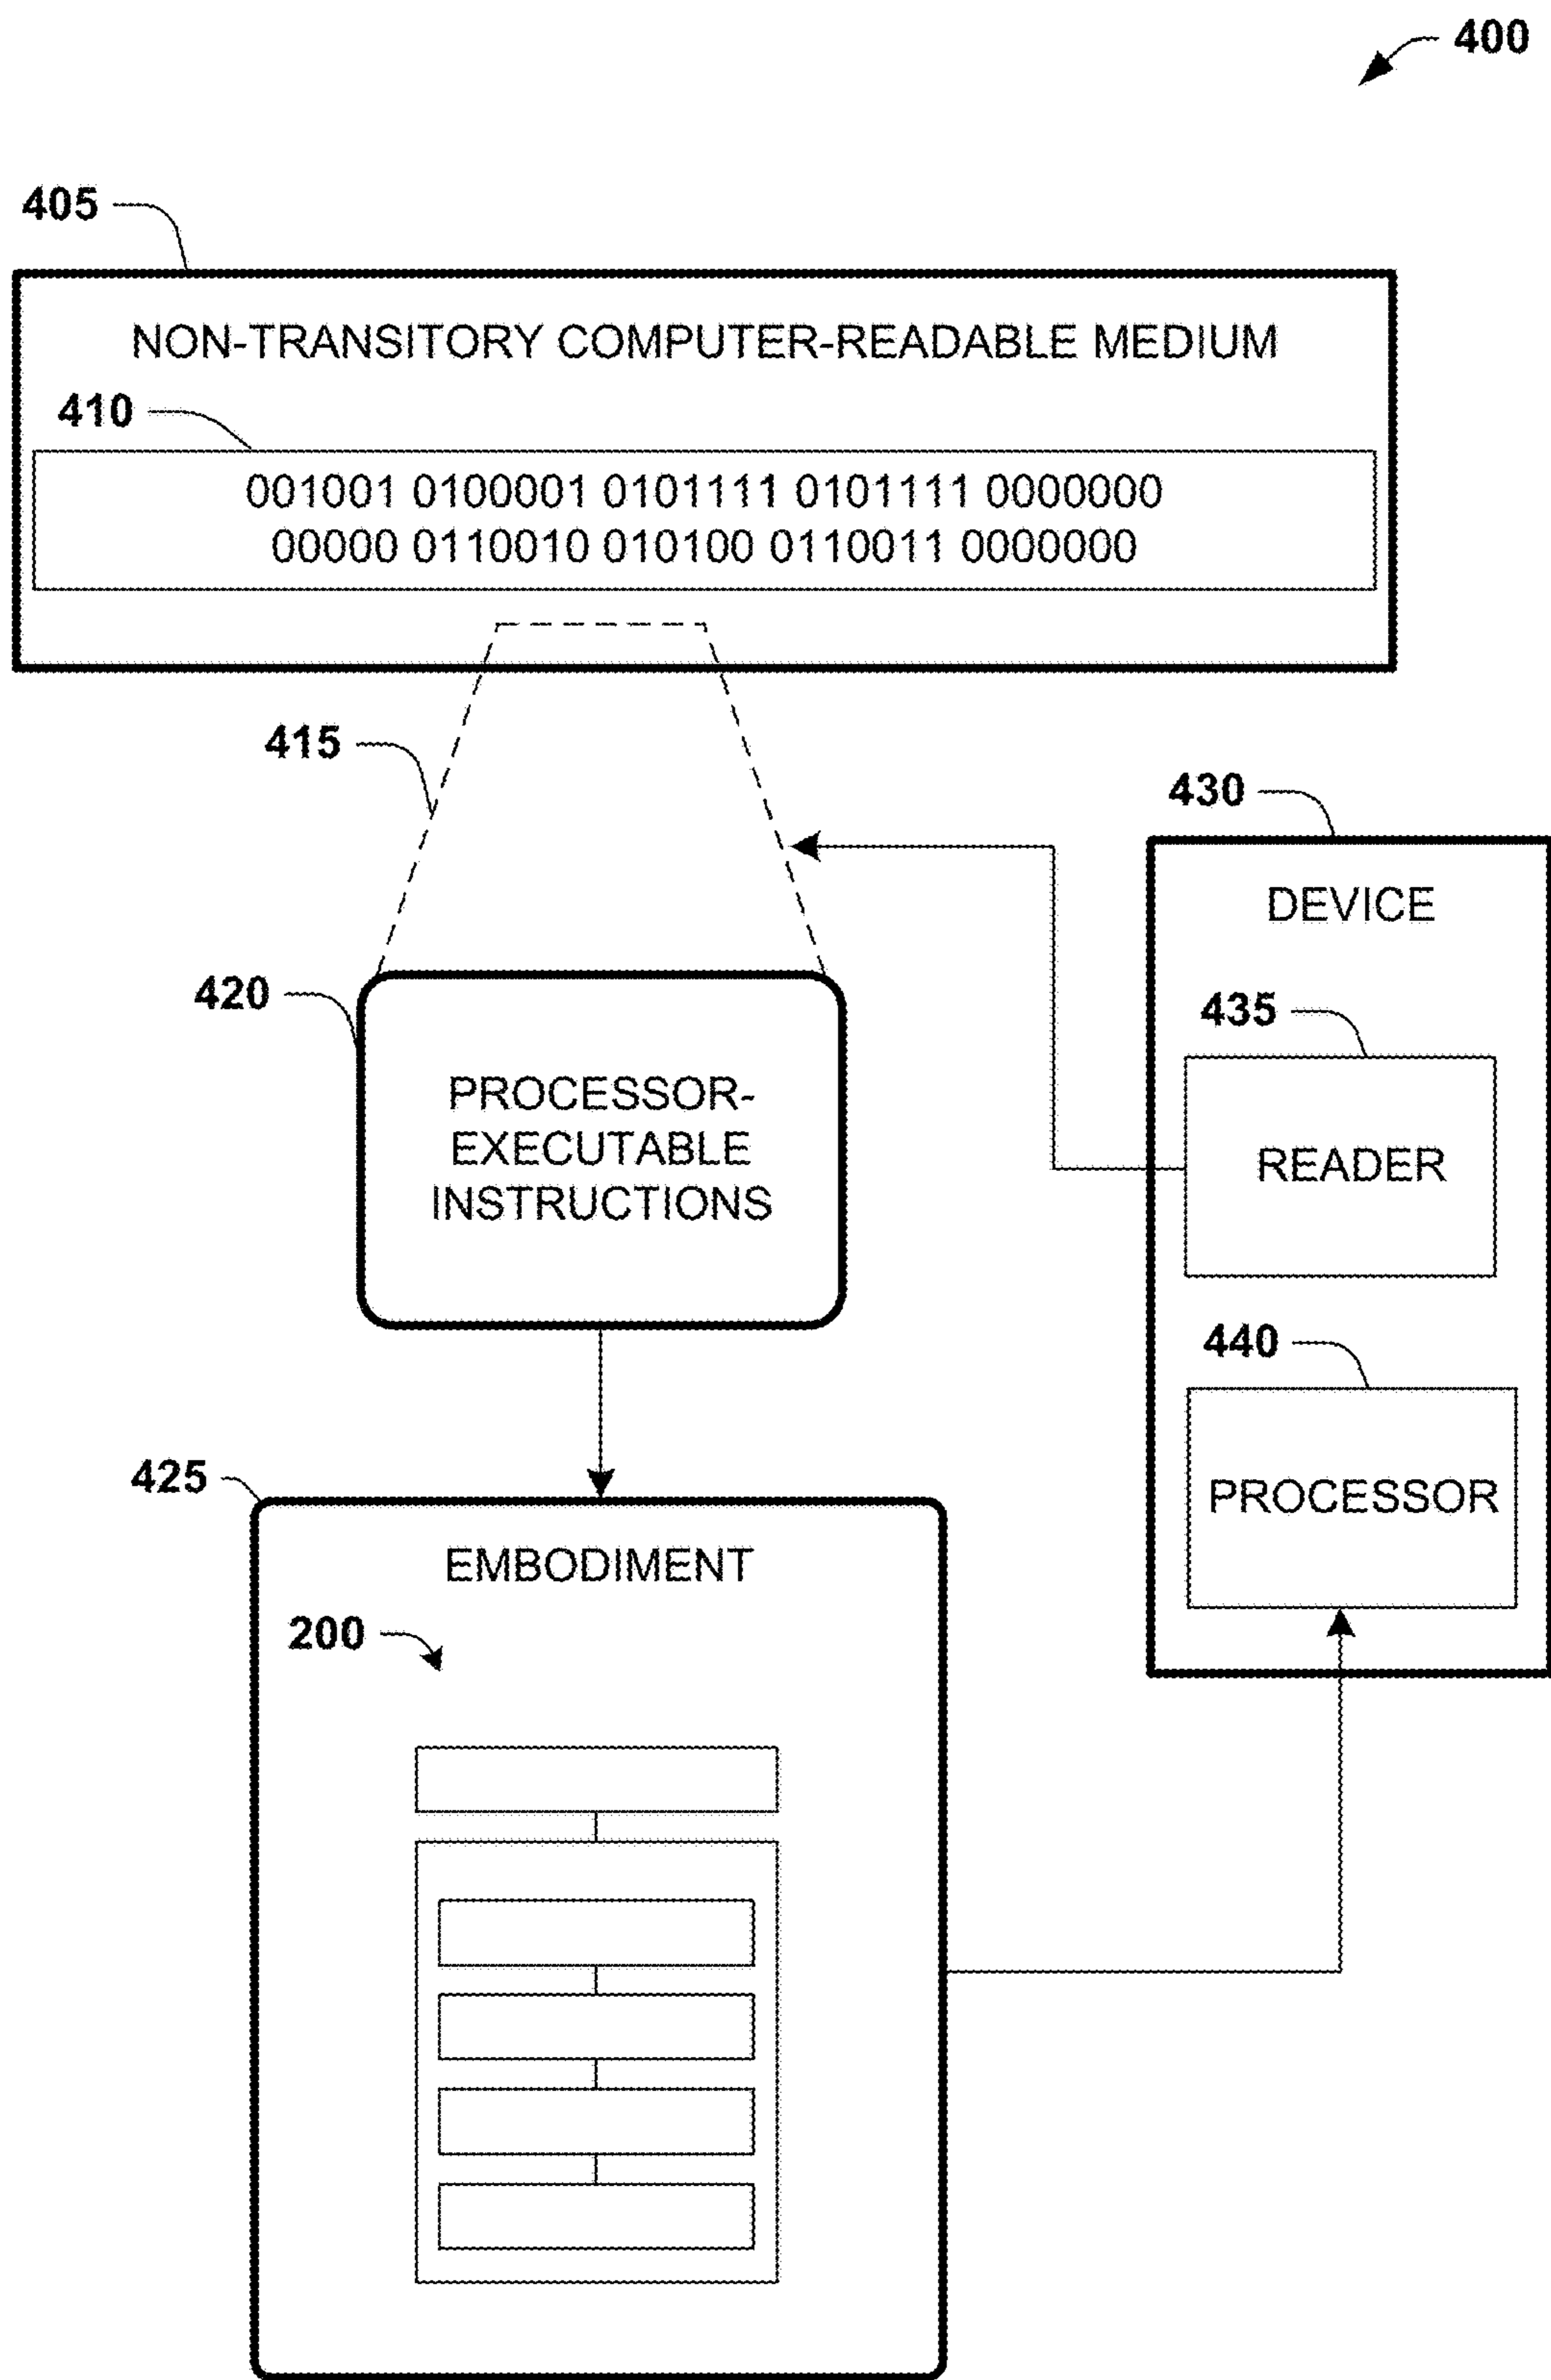 400
405
NON-TRANSITORY COMPUTER-READABLE MEDIUM
410
001001 0100001 0101111 0101111 0000000
00000 0110010 010100 0110011 0000000
415
430
DEVICE
420
435
PROCESSOR-
EXECUTABLE
INSTRUCTIONS
READER
440
PROCESSOR
425
EMBODIMENT
200